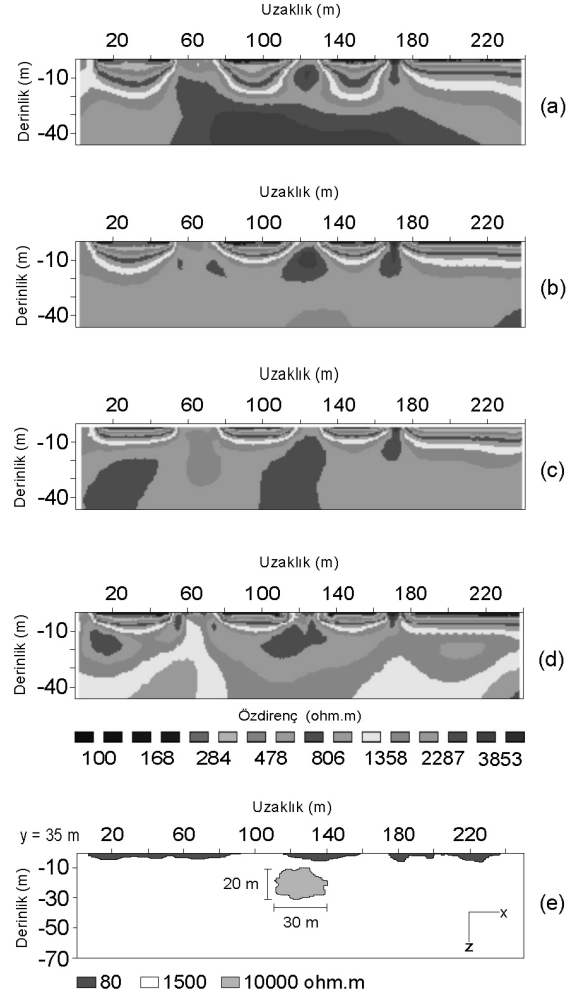 Uzaklık (m)
20 60 100 140 180 220
Derinlik (m)
-10
-40
(a)
Uzaklık (m)
20 60 100 140 180 220
Derinlik (m)
-10
-40
(b)
Uzaklık (m)
20 60 100 140 180 220
Derinlik (m)
-10
-40
(c)
Uzaklık (m)
20 60 100 140 180 220
Derinlik (m)
-10
-40
(d)
Özdirenç (ohm.m)
100 168 284 478 806 1358 2287 3853
Uzaklık (m)
y = 35 m 20 60 100 140 180 220
Derinlik (m)
-10
-30
-50
-70
20 m
30 m
x
z
(e)
80 1500 10000 ohm.m